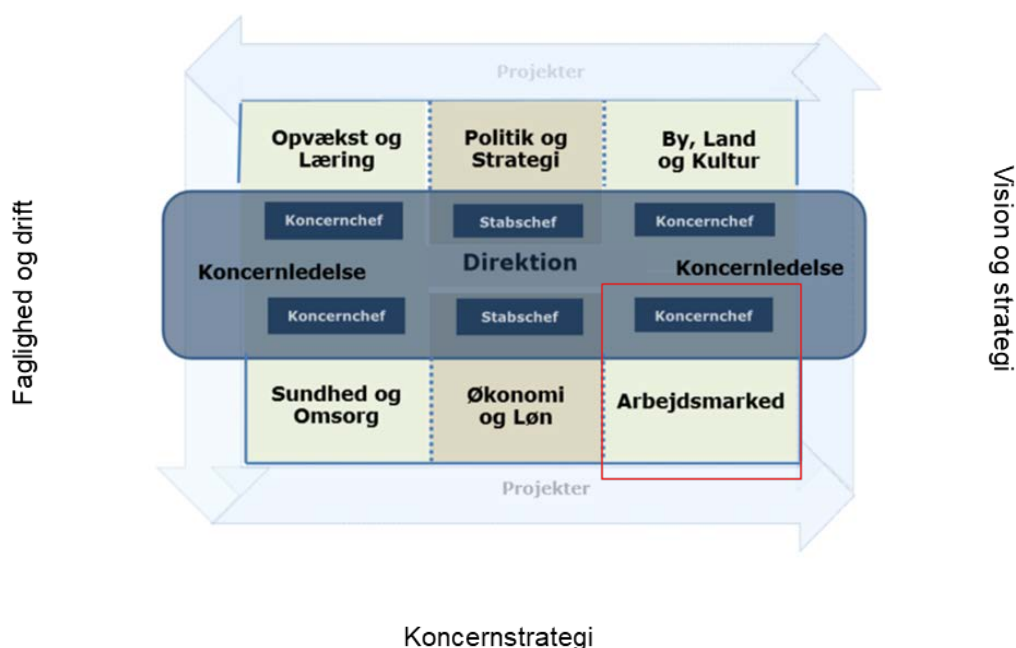 Projekter
Opvækst og
Læring
Politik og
Strategi
By, Land
og Kultur
Koncernchef
Stabschef
Koncernchef
Koncernledelse
Direktion
Koncernledelse
Koncernchef
Stabschef
Koncernchef
Sundhed og
Omsorg
Økonomi
og Løn
Arbejdsmarked
Projekter
Faglighed og drift
Vision og strategi
Koncernstrategi